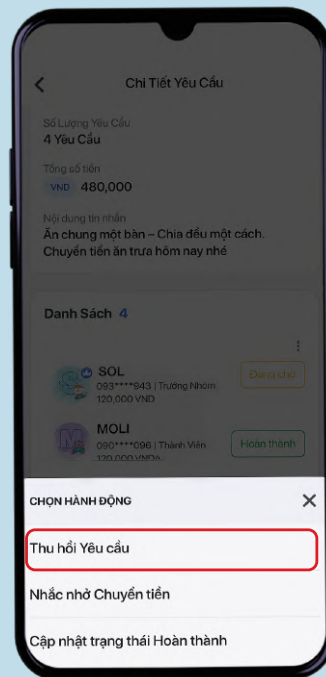 Chi Tiết Yêu Cầu
Số Lượng Yêu Cầu
4 Yêu Cầu
Tổng số tiền
VND 480,000
Nội dung tin nhắn
Ăn chung một bàn – Chia đều một cách.
Chuyển tiền ăn trưa hôm nay nhé
Danh Sách 4
SOL
093****843 | Trưởng Nhóm
Đang chờ
120,000 VND
MOLI
090****096 | Thành Viên
Hoàn thành
120,000 VND
CHỌN HÀNH ĐỘNG
Thu hồi Yêu cầu
Nhắc nhở Chuyển tiền
Cập nhật trạng thái Hoàn thành